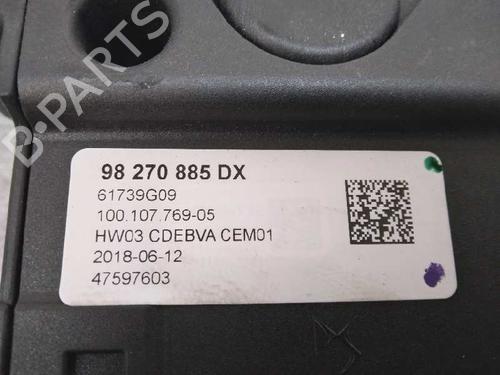 B-PARTS
98 270 885 DX
61739G09
100.107.769-05
HW03 CDEBVA CEM01
2018-06-12
47597603